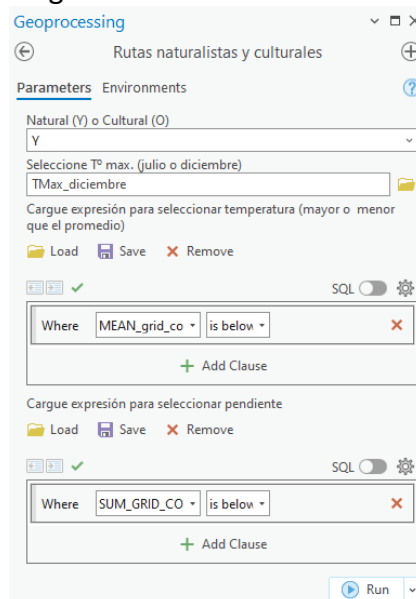 Geoprocessing
Rutas naturalistas y culturales
Parameters Environments
Natural (Y) o Cultural (O)
Y
Seleccione Tº max. (julio o diciembre)
TMax_diciembre
Cargue expresión para seleccionar temperatura (mayor o menor
que el promedio)
Load Save Remove
SQL
Where MEAN_grid_co is below
Add Clause
Cargue expresión para seleccionar pendiente
Load Save Remove
SQL
Where SUM_GRID_CO is below
Add Clause
Run